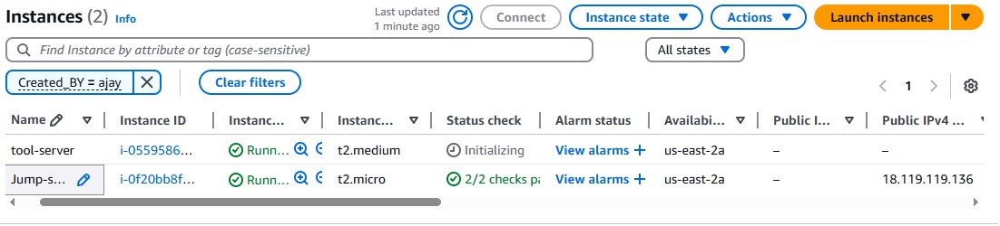 Instances (2) Info Last updated 1 minute ago Connect Instance state Actions Launch instances
Find Instance by attribute or tag (case-sensitive) All states
Created_BY = ajay Clear filters 1
Name Instance ID Instanc... Instanc... Status check Alarm status Availabi... Public I... Public IPv4 ...
tool-server i-0559586... Runn... t2.medium Initializing View alarms + us-east-2a – –
Jump-s... i-0f20bb8f... Runn... t2.micro 2/2 checks pa View alarms + us-east-2a – 18.119.119.136